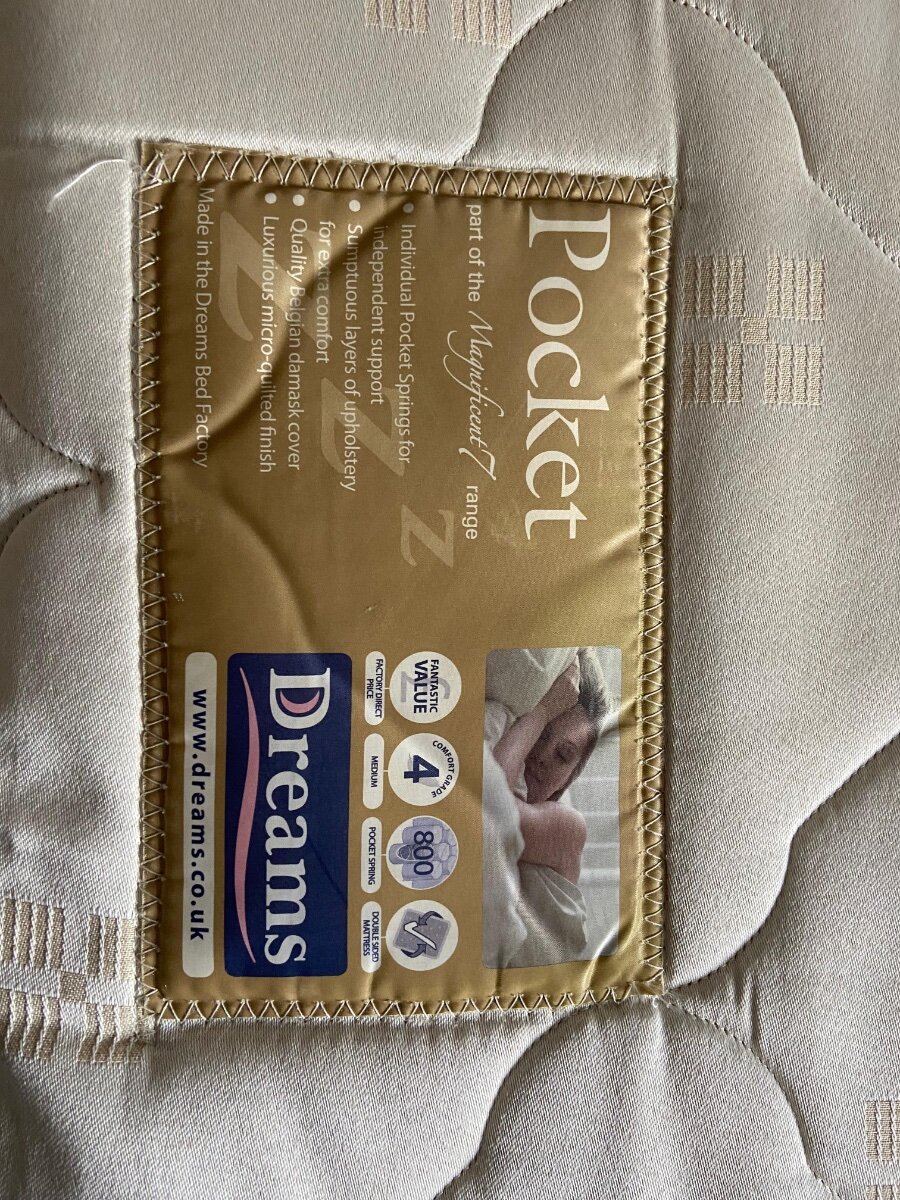 Pocket
part of the Magnificent 7 range
• Individual Pocket Springs for
independent support
• Sumptuous layers of upholstery
for extra comfort
• Quality Belgian damask cover
• Luxurious micro-quilted finish
Made in the Dreams Bed Factory
Z
Z
Z
£
FANTASTIC
VALUE
FACTORY DIRECT
PRICE
COMFORT GRADE
4
MEDIUM
800
POCKET SPRING
DOUBLE SIDED
MATTRESS
Dreams
www.dreams.co.uk